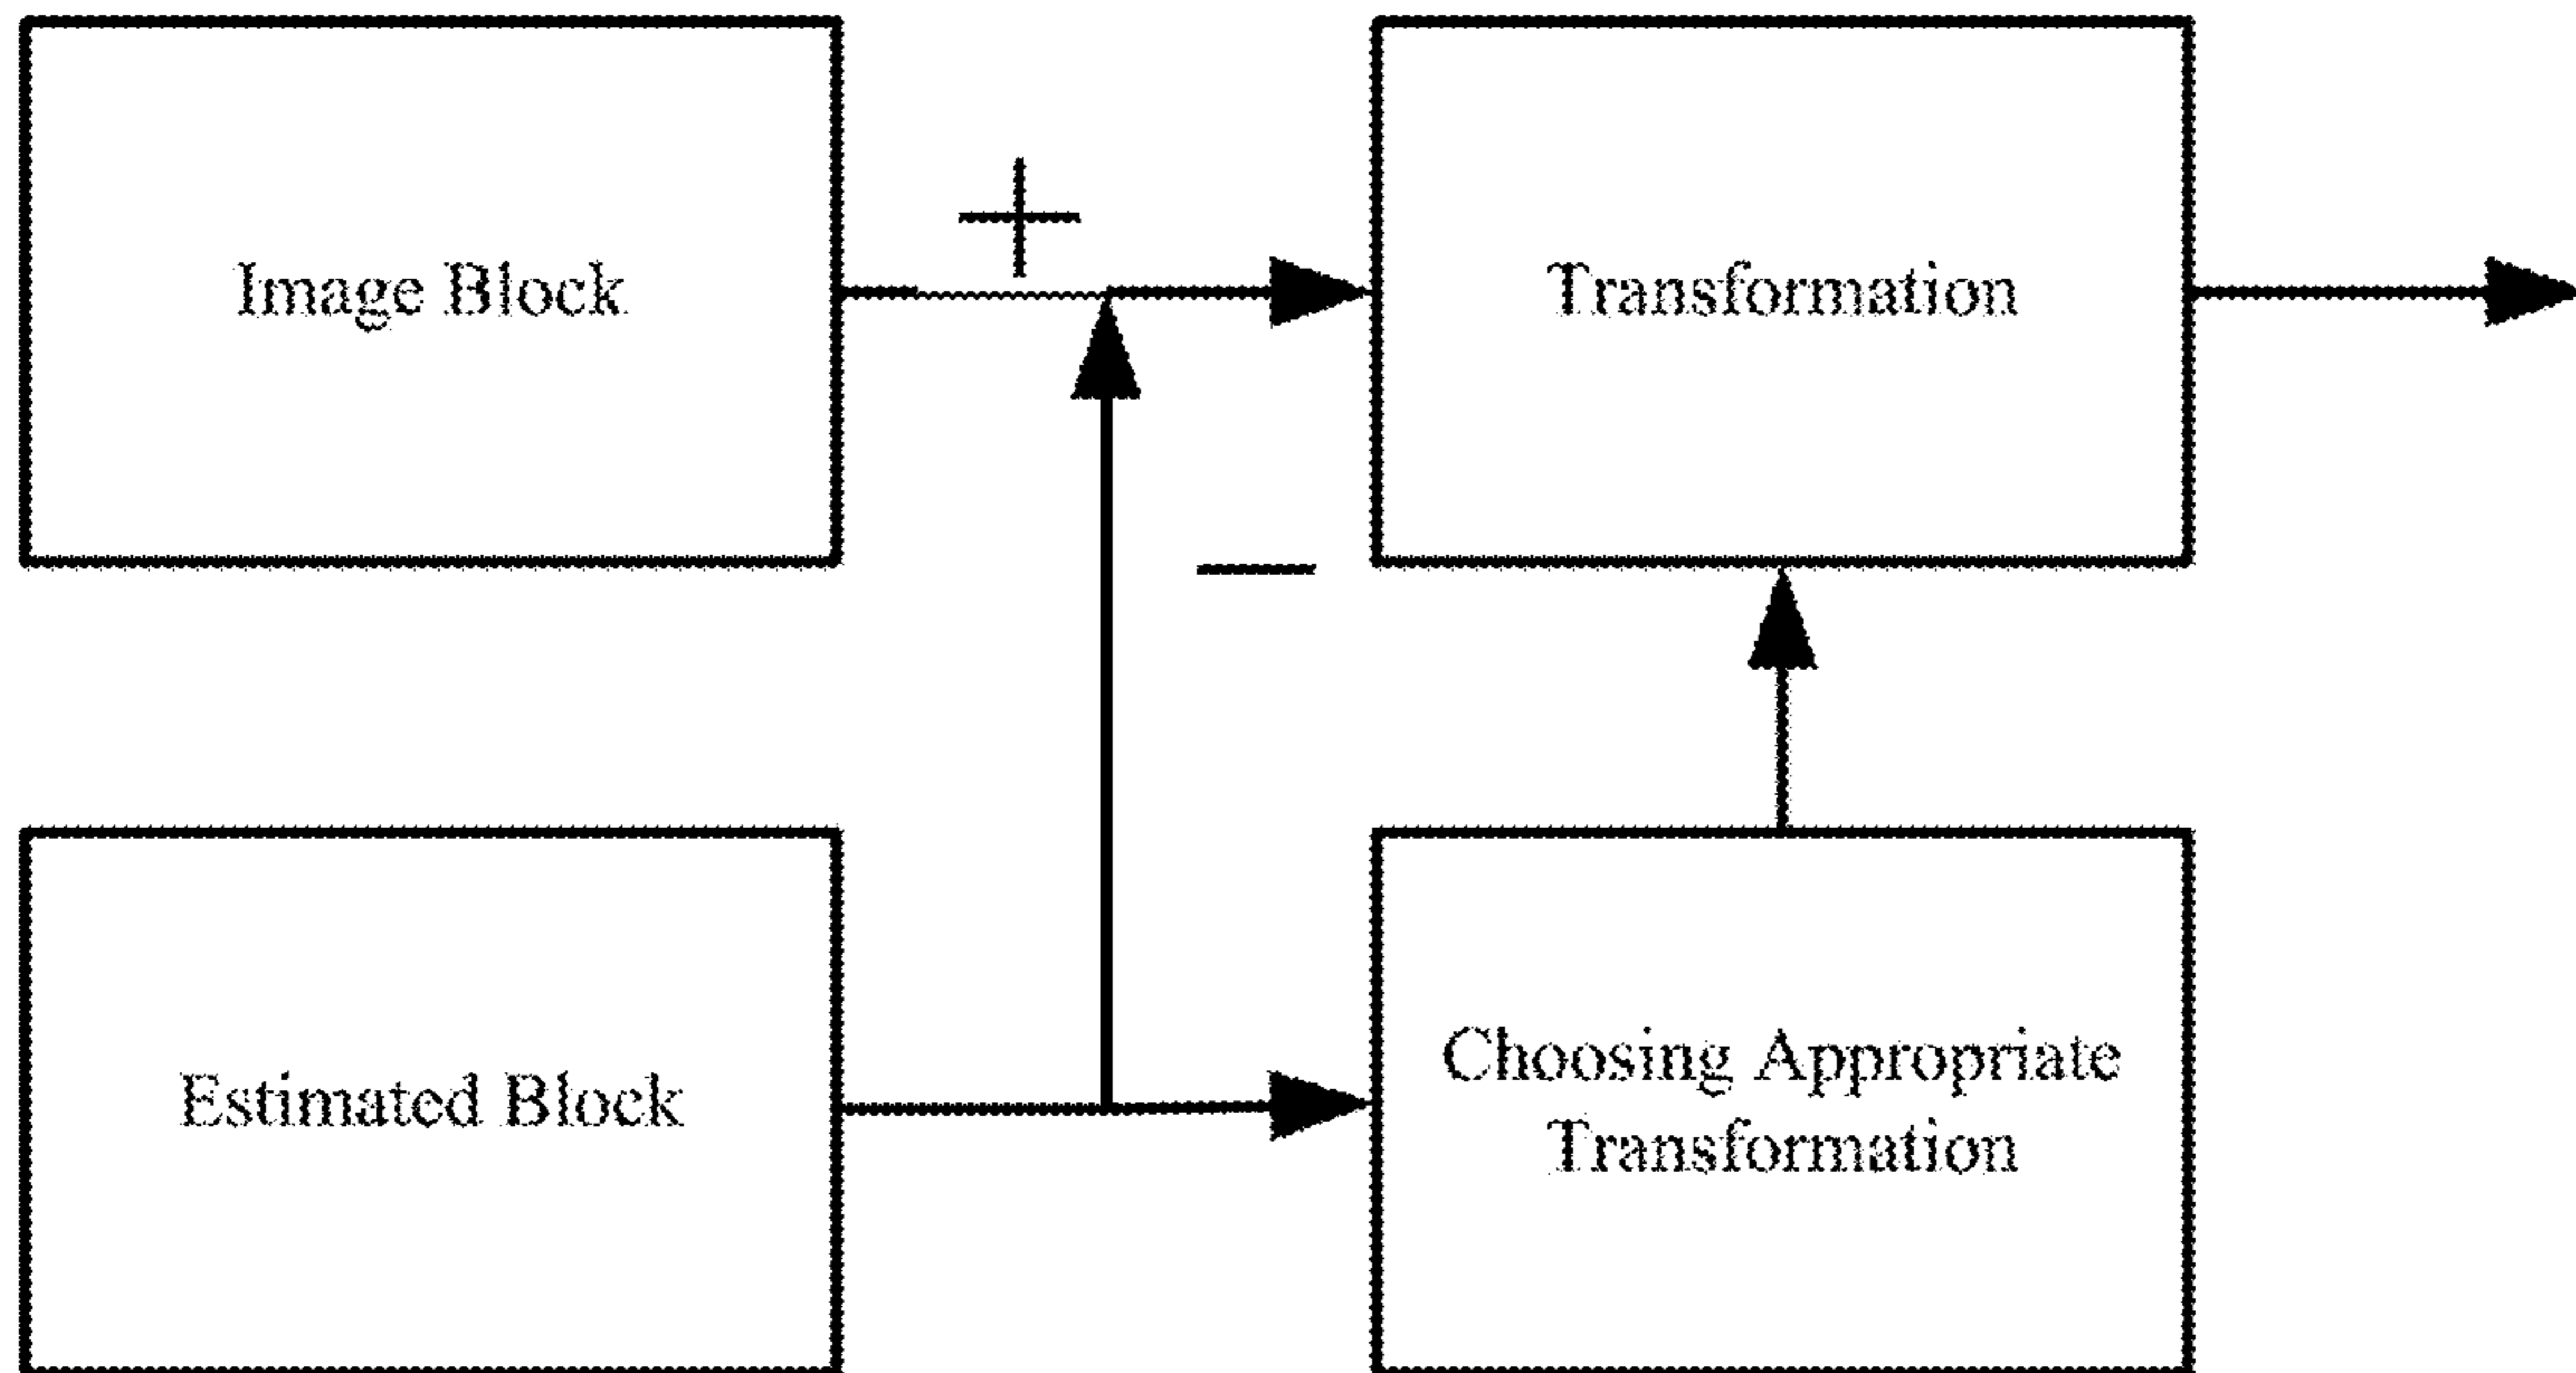 Image Block
+
Transformation
−
Estimated Block
Choosing Appropriate
Transformation